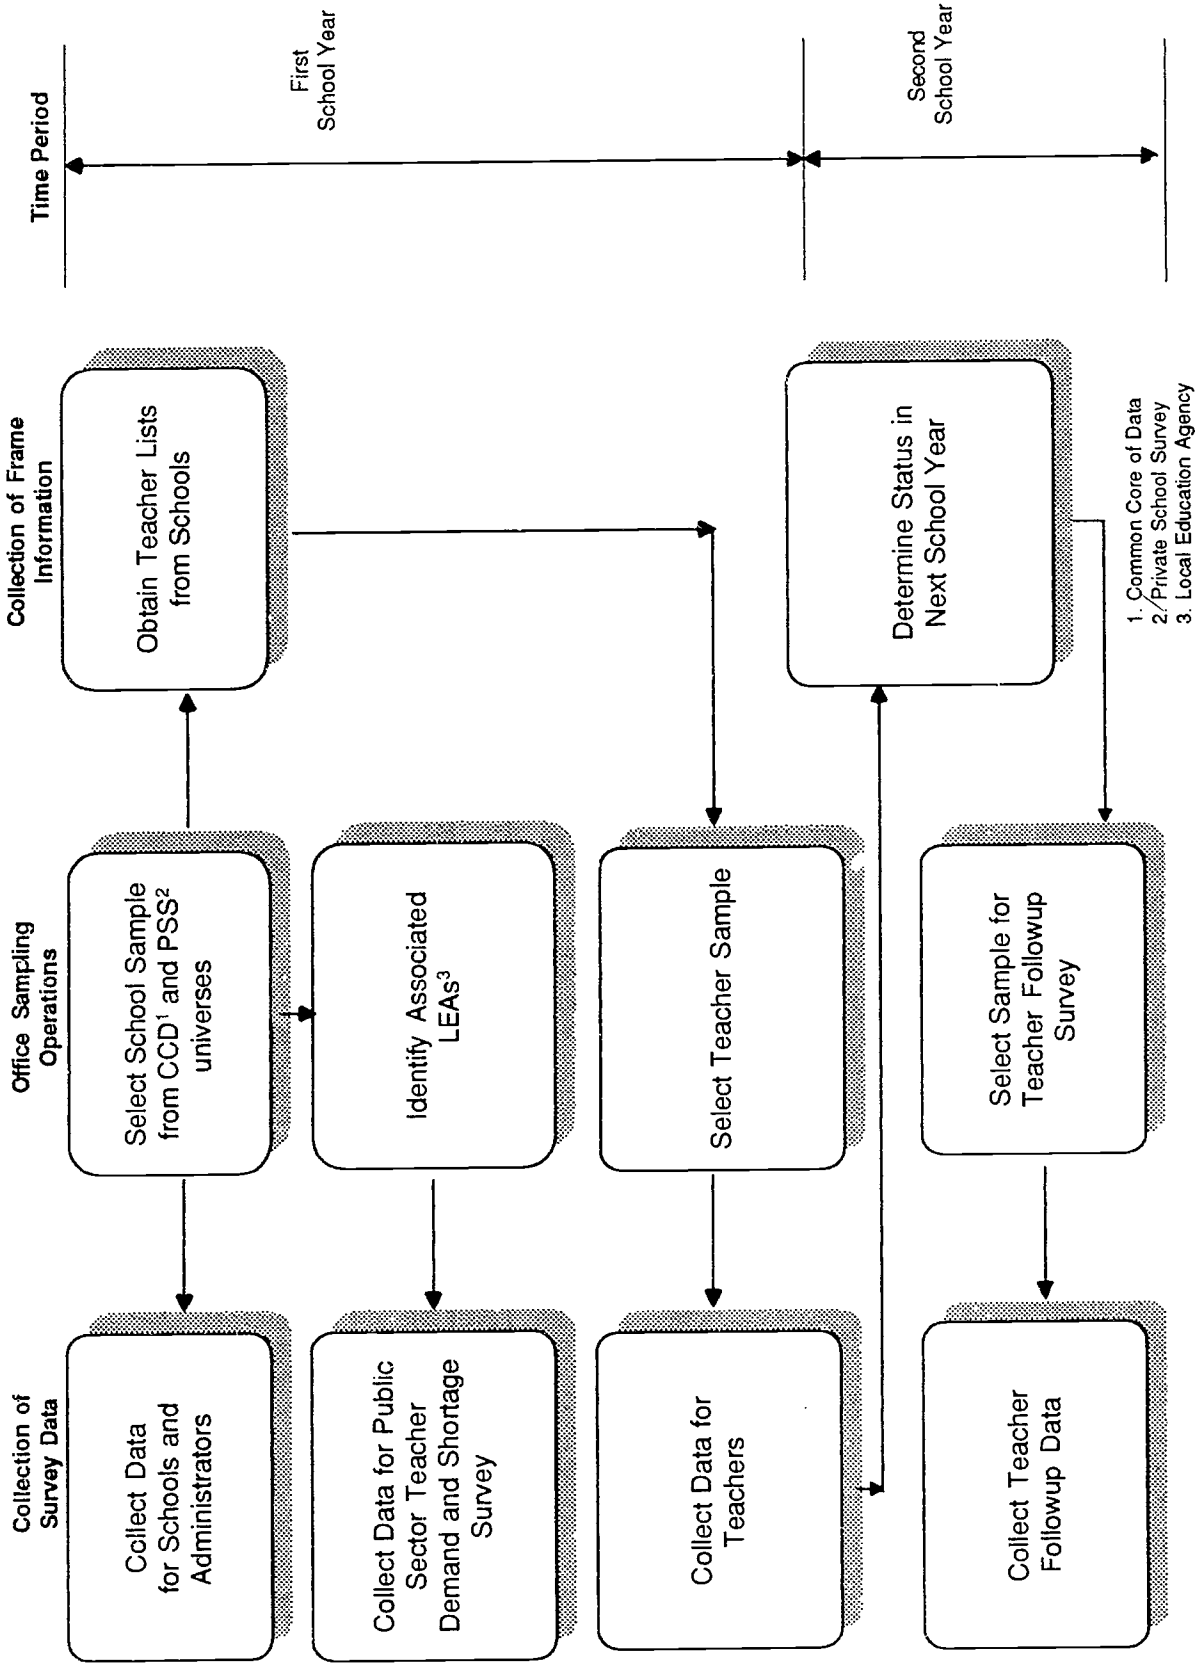 Collection of
Survey Data
Office Sampling
Operations
Collection of Frame
Information
Time Period
Collect Data
for Schools and
Administrators
Select School Sample
from CCD¹ and PSS²
universes
Obtain Teacher Lists
from Schools
First
School Year
Collect Data for Public
Sector Teacher
Demand and Shortage
Survey
Identify Associated
LEAs³
Collect Data for
Teachers
Select Teacher Sample
Determine Status in
Next School Year
Second
School Year
Collect Teacher
Followup Data
Select Sample for
Teacher Followup
Survey
1. Common Core of Data
2. Private School Survey
3. Local Education Agency